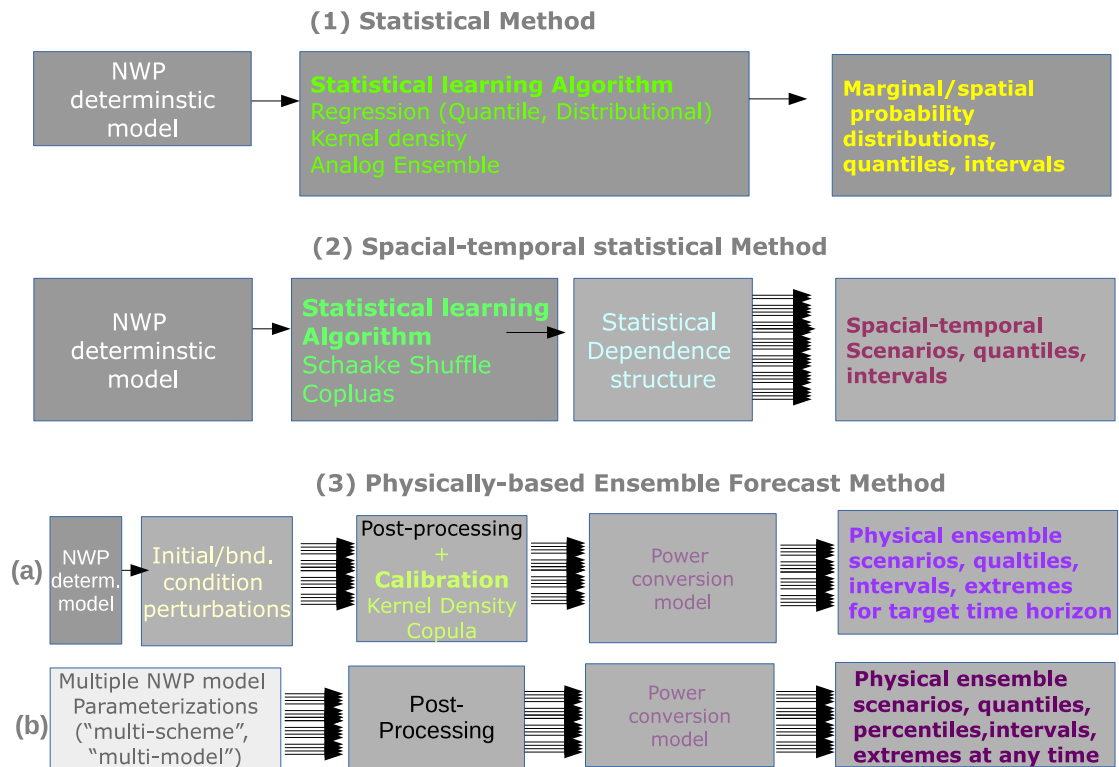 (1) Statistical Method
NWP
determinstic
model
Statistical learning Algorithm
Regression (Quantile, Distributional)
Kernel density
Analog Ensemble
Marginal/spatial
probability
distributions,
quantiles, intervals
(2) Spacial-temporal statistical Method
NWP
determinstic
model
Statistical learning
Algorithm
Schaake Shuffle
Copluas
Statistical
Dependence
structure
Spacial-temporal
Scenarios, quantiles,
intervals
(3) Physically-based Ensemble Forecast Method
(a)
NWP
determ.
model
Initial/bnd.
condition
perturbations
Post-processing
+
Calibration
Kernel Density
Copula
Power
conversion
model
Physical ensemble
scenarios, qualtiles,
intervals, extremes
for target time horizon
(b)
Multiple NWP model
Parameterizations
(“multi-scheme”,
“multi-model”)
Post-
Processing
Power
conversion
model
Physical ensemble
scenarios, quantiles,
percentiles,intervals,
extremes at any time